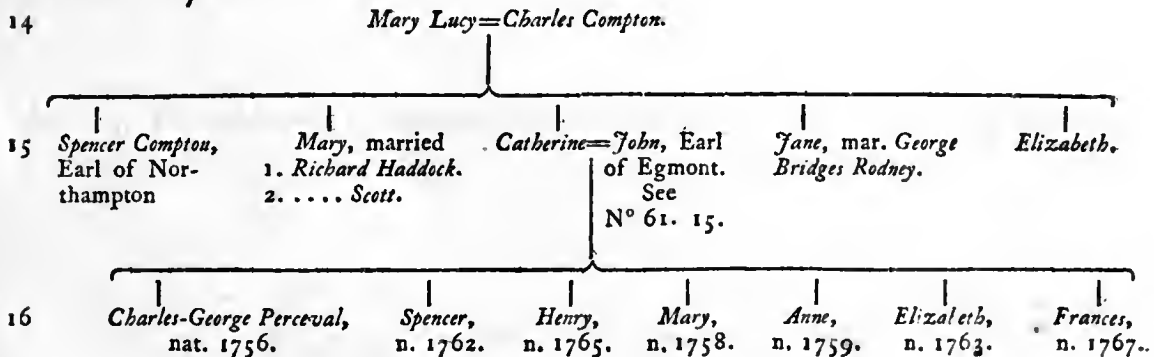 14 Mary Lucy=Charles Compton.
15 Spencer Compton, Mary, married Catherine=John, Earl Jane, mar. George Elizabeth.
Earl of Nor- 1. Richard Haddock. of Egmont. Bridges Rodney.
thampton 2. .... Scott. See
N° 61. 15.
16 Charles-George Perceval, Spencer, Henry, Mary, Anne, Elizabeth, Frances,
nat. 1756. n. 1762. n. 1765. n. 1758. n. 1759. n. 1763. n. 1767.